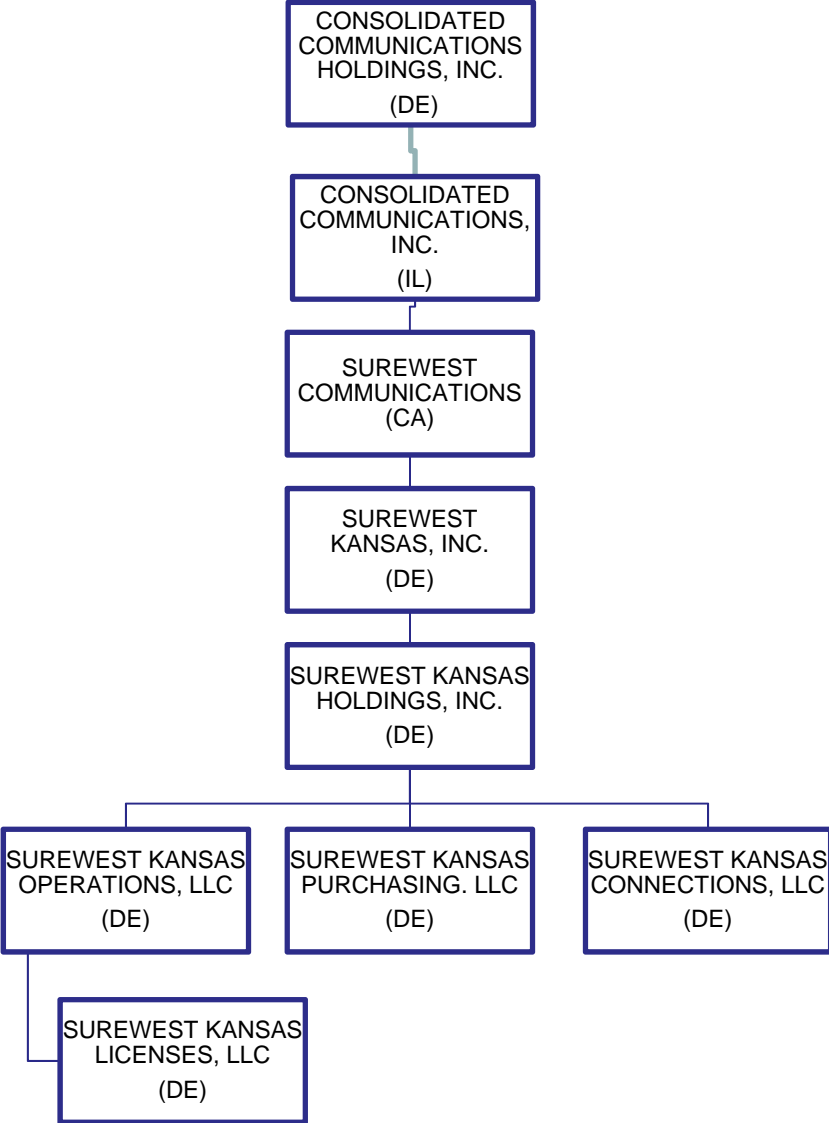 CONSOLIDATED
COMMUNICATIONS
HOLDINGS, INC.
(DE)
CONSOLIDATED
COMMUNICATIONS,
INC.
(IL)
SUREWEST
COMMUNICATIONS
(CA)
SUREWEST
KANSAS, INC.
(DE)
SUREWEST KANSAS
HOLDINGS, INC.
(DE)
SUREWEST KANSAS
OPERATIONS, LLC
(DE)
SUREWEST KANSAS
PURCHASING. LLC
(DE)
SUREWEST KANSAS
CONNECTIONS, LLC
(DE)
SUREWEST KANSAS
LICENSES, LLC
(DE)